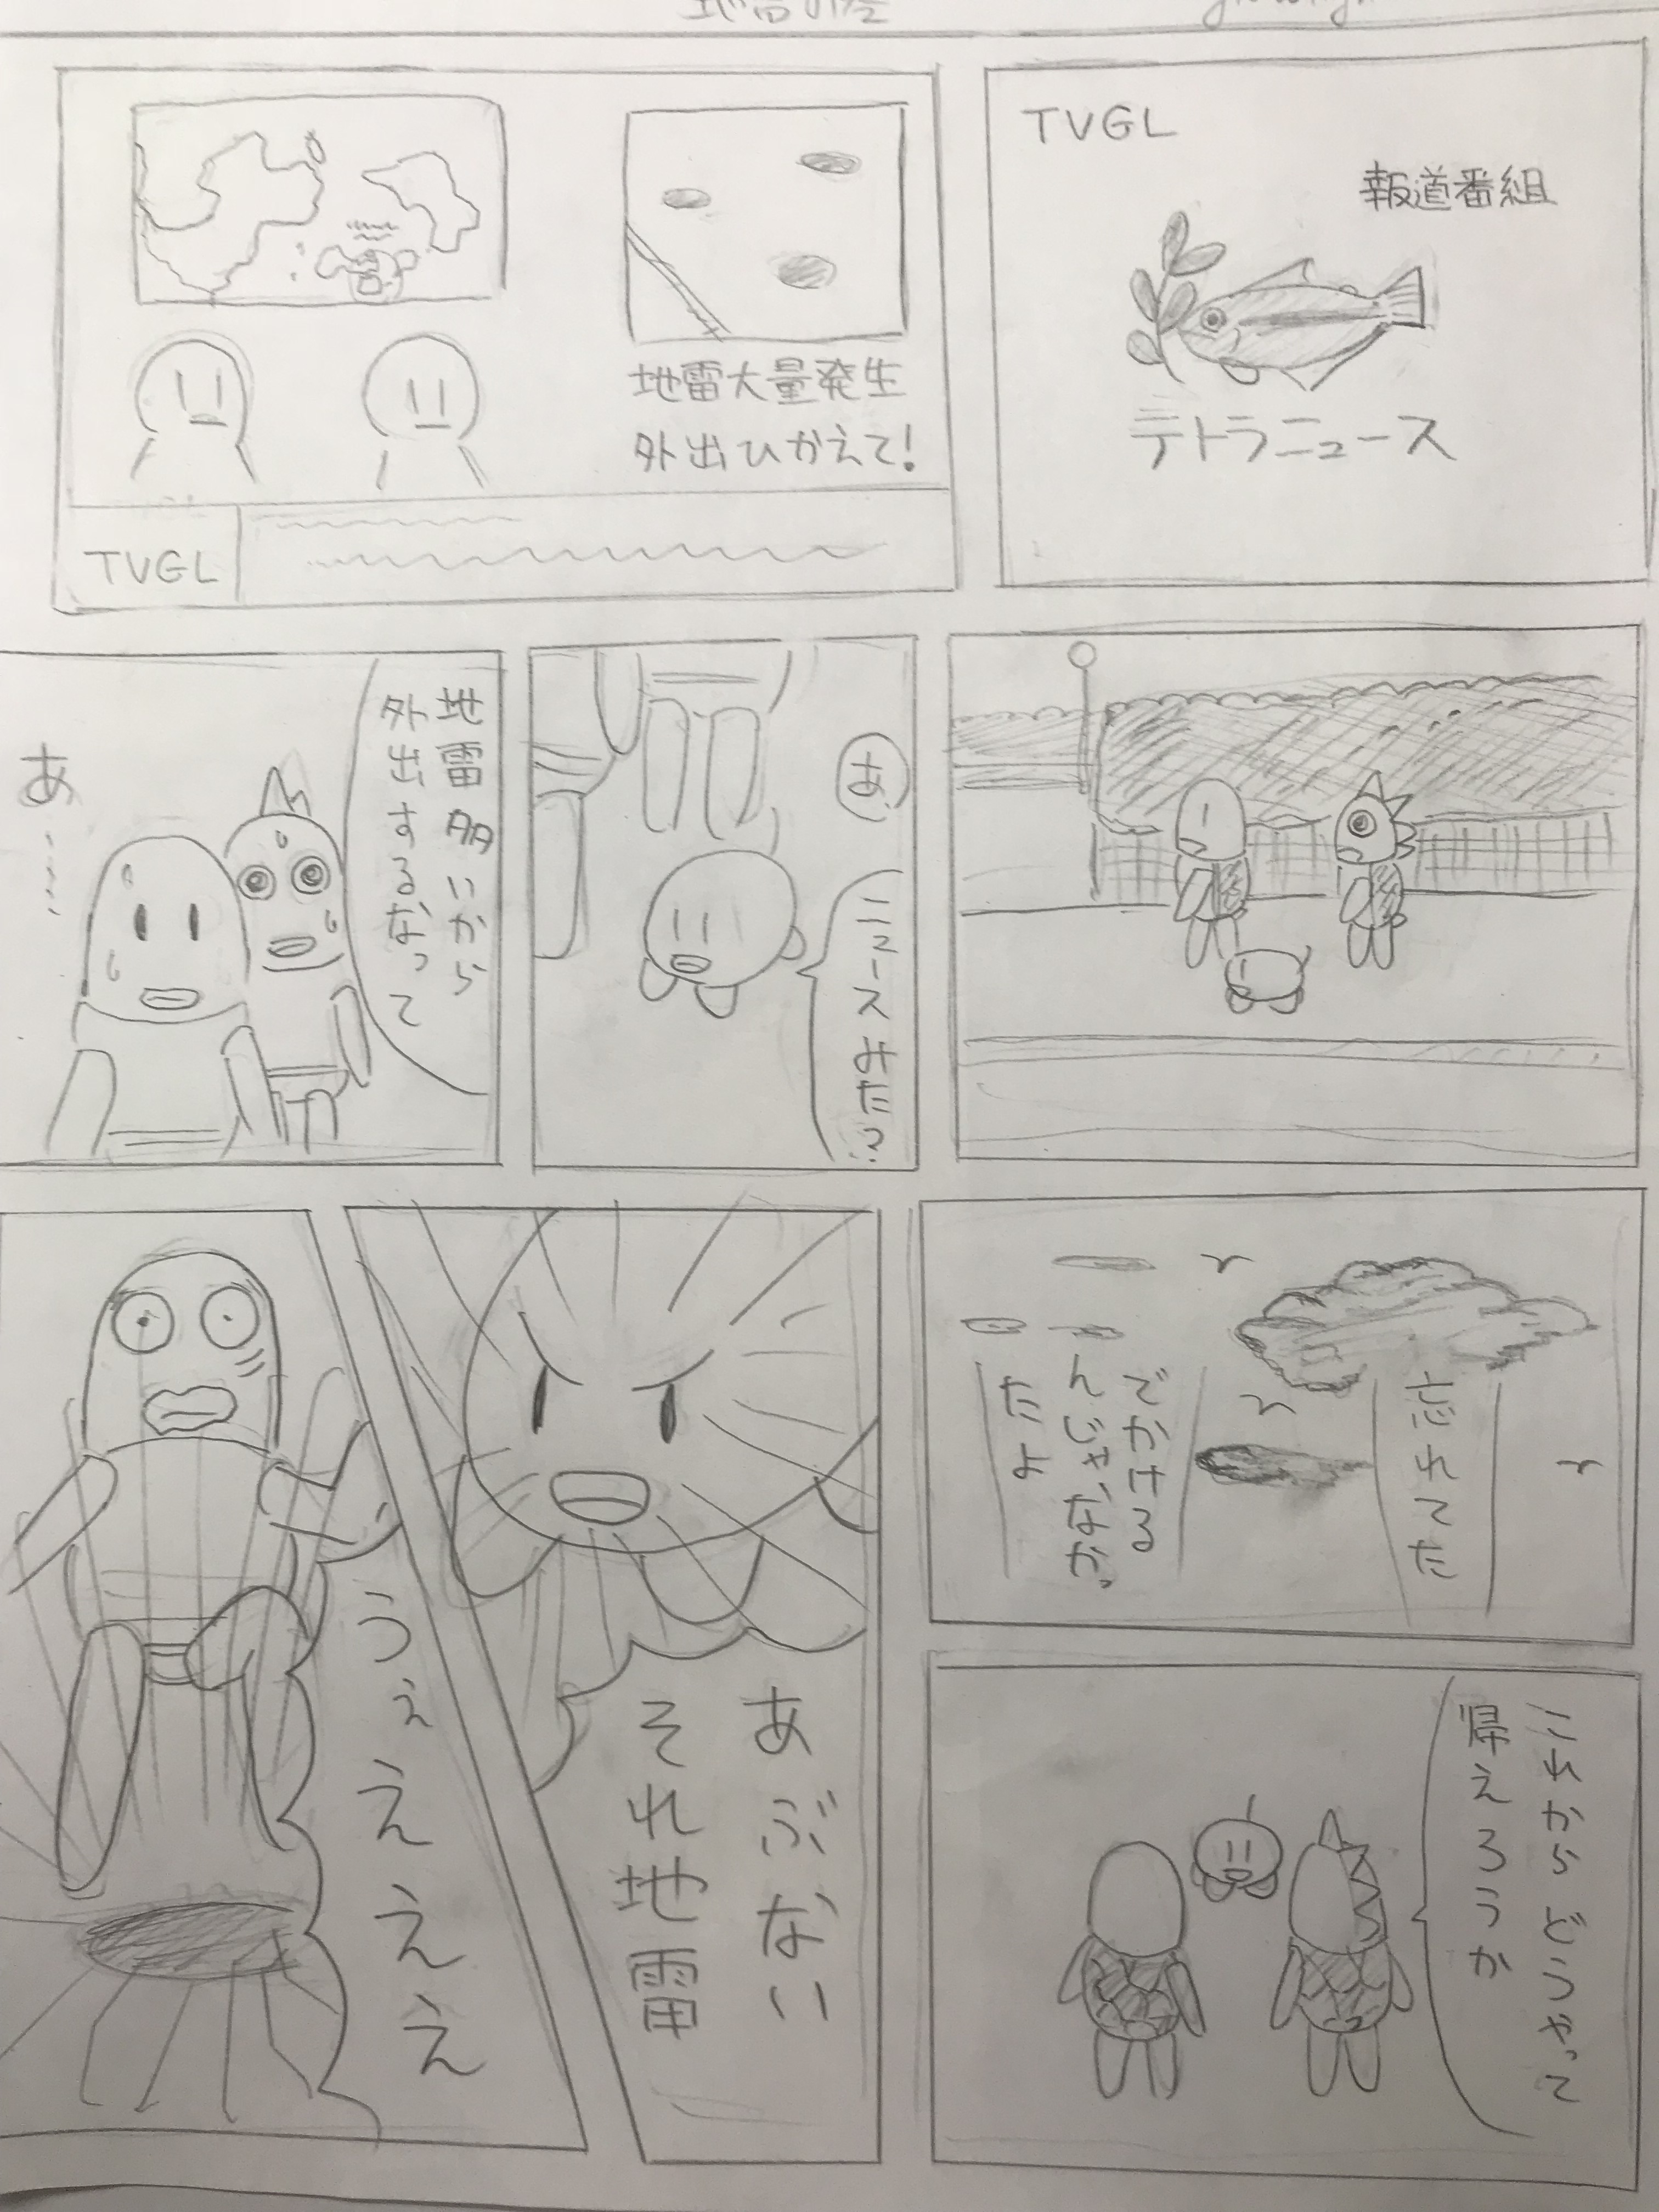 TVGL
報道番組
テトラニュース
地雷大量発生
外出ひかえて!
TVGL
あ
ニュースみた?
地雷多いから
外出するなって
あ……
忘れてた
でかける
んじゃなかっ
たよ
これからどうやって
帰えろうか
あぶない
それ地雷
うぇえええ